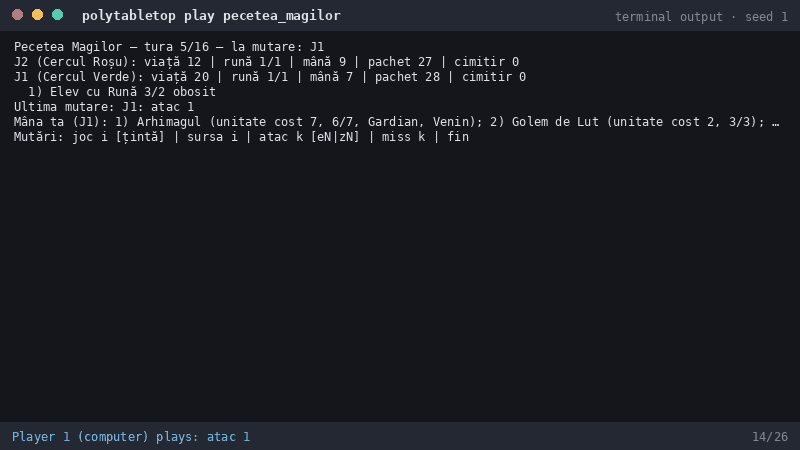 polytabletop play pecetea_magilor
terminal output · seed 1
Pecetea Magilor — tura 5/16 — la mutare: J1
J2 (Cercul Roșu): viață 12 | rună 1/1 | mână 9 | pachet 27 | cimitir 0
J1 (Cercul Verde): viață 20 | rună 1/1 | mână 7 | pachet 28 | cimitir 0
1) Elev cu Rună 3/2 obosit
Ultima mutare: J1: atac 1
Mâna ta (J1): 1) Arhimagul (unitate cost 7, 6/7, Gardian, Venin); 2) Golem de Lut (unitate cost 2, 3/3); …
Mutări: joc i [țintă] | sursa i | atac k [eN|zN] | miss k | fin
Player 1 (computer) plays: atac 1
14/26